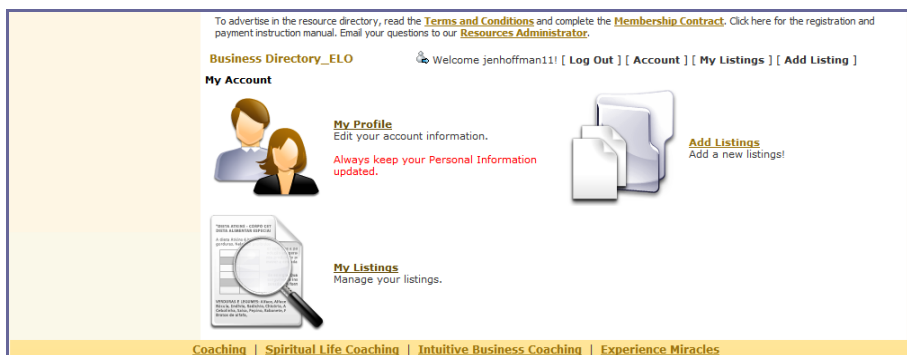 To advertise in the resource directory, read the Terms and Conditions and complete the Membership Contract. Click here for the registration and
payment instruction manual. Email your questions to our Resources Administrator.
Business Directory_ELO
Welcome jenhoffman11! [ Log Out ] [ Account ] [ My Listings ] [ Add Listing ]
My Account
My Profile
Edit your account information.
Always keep your Personal Information
updated.
Add Listings
Add a new listings!
My Listings
Manage your listings.
Coaching | Spiritual Life Coaching | Intuitive Business Coaching | Experience Miracles